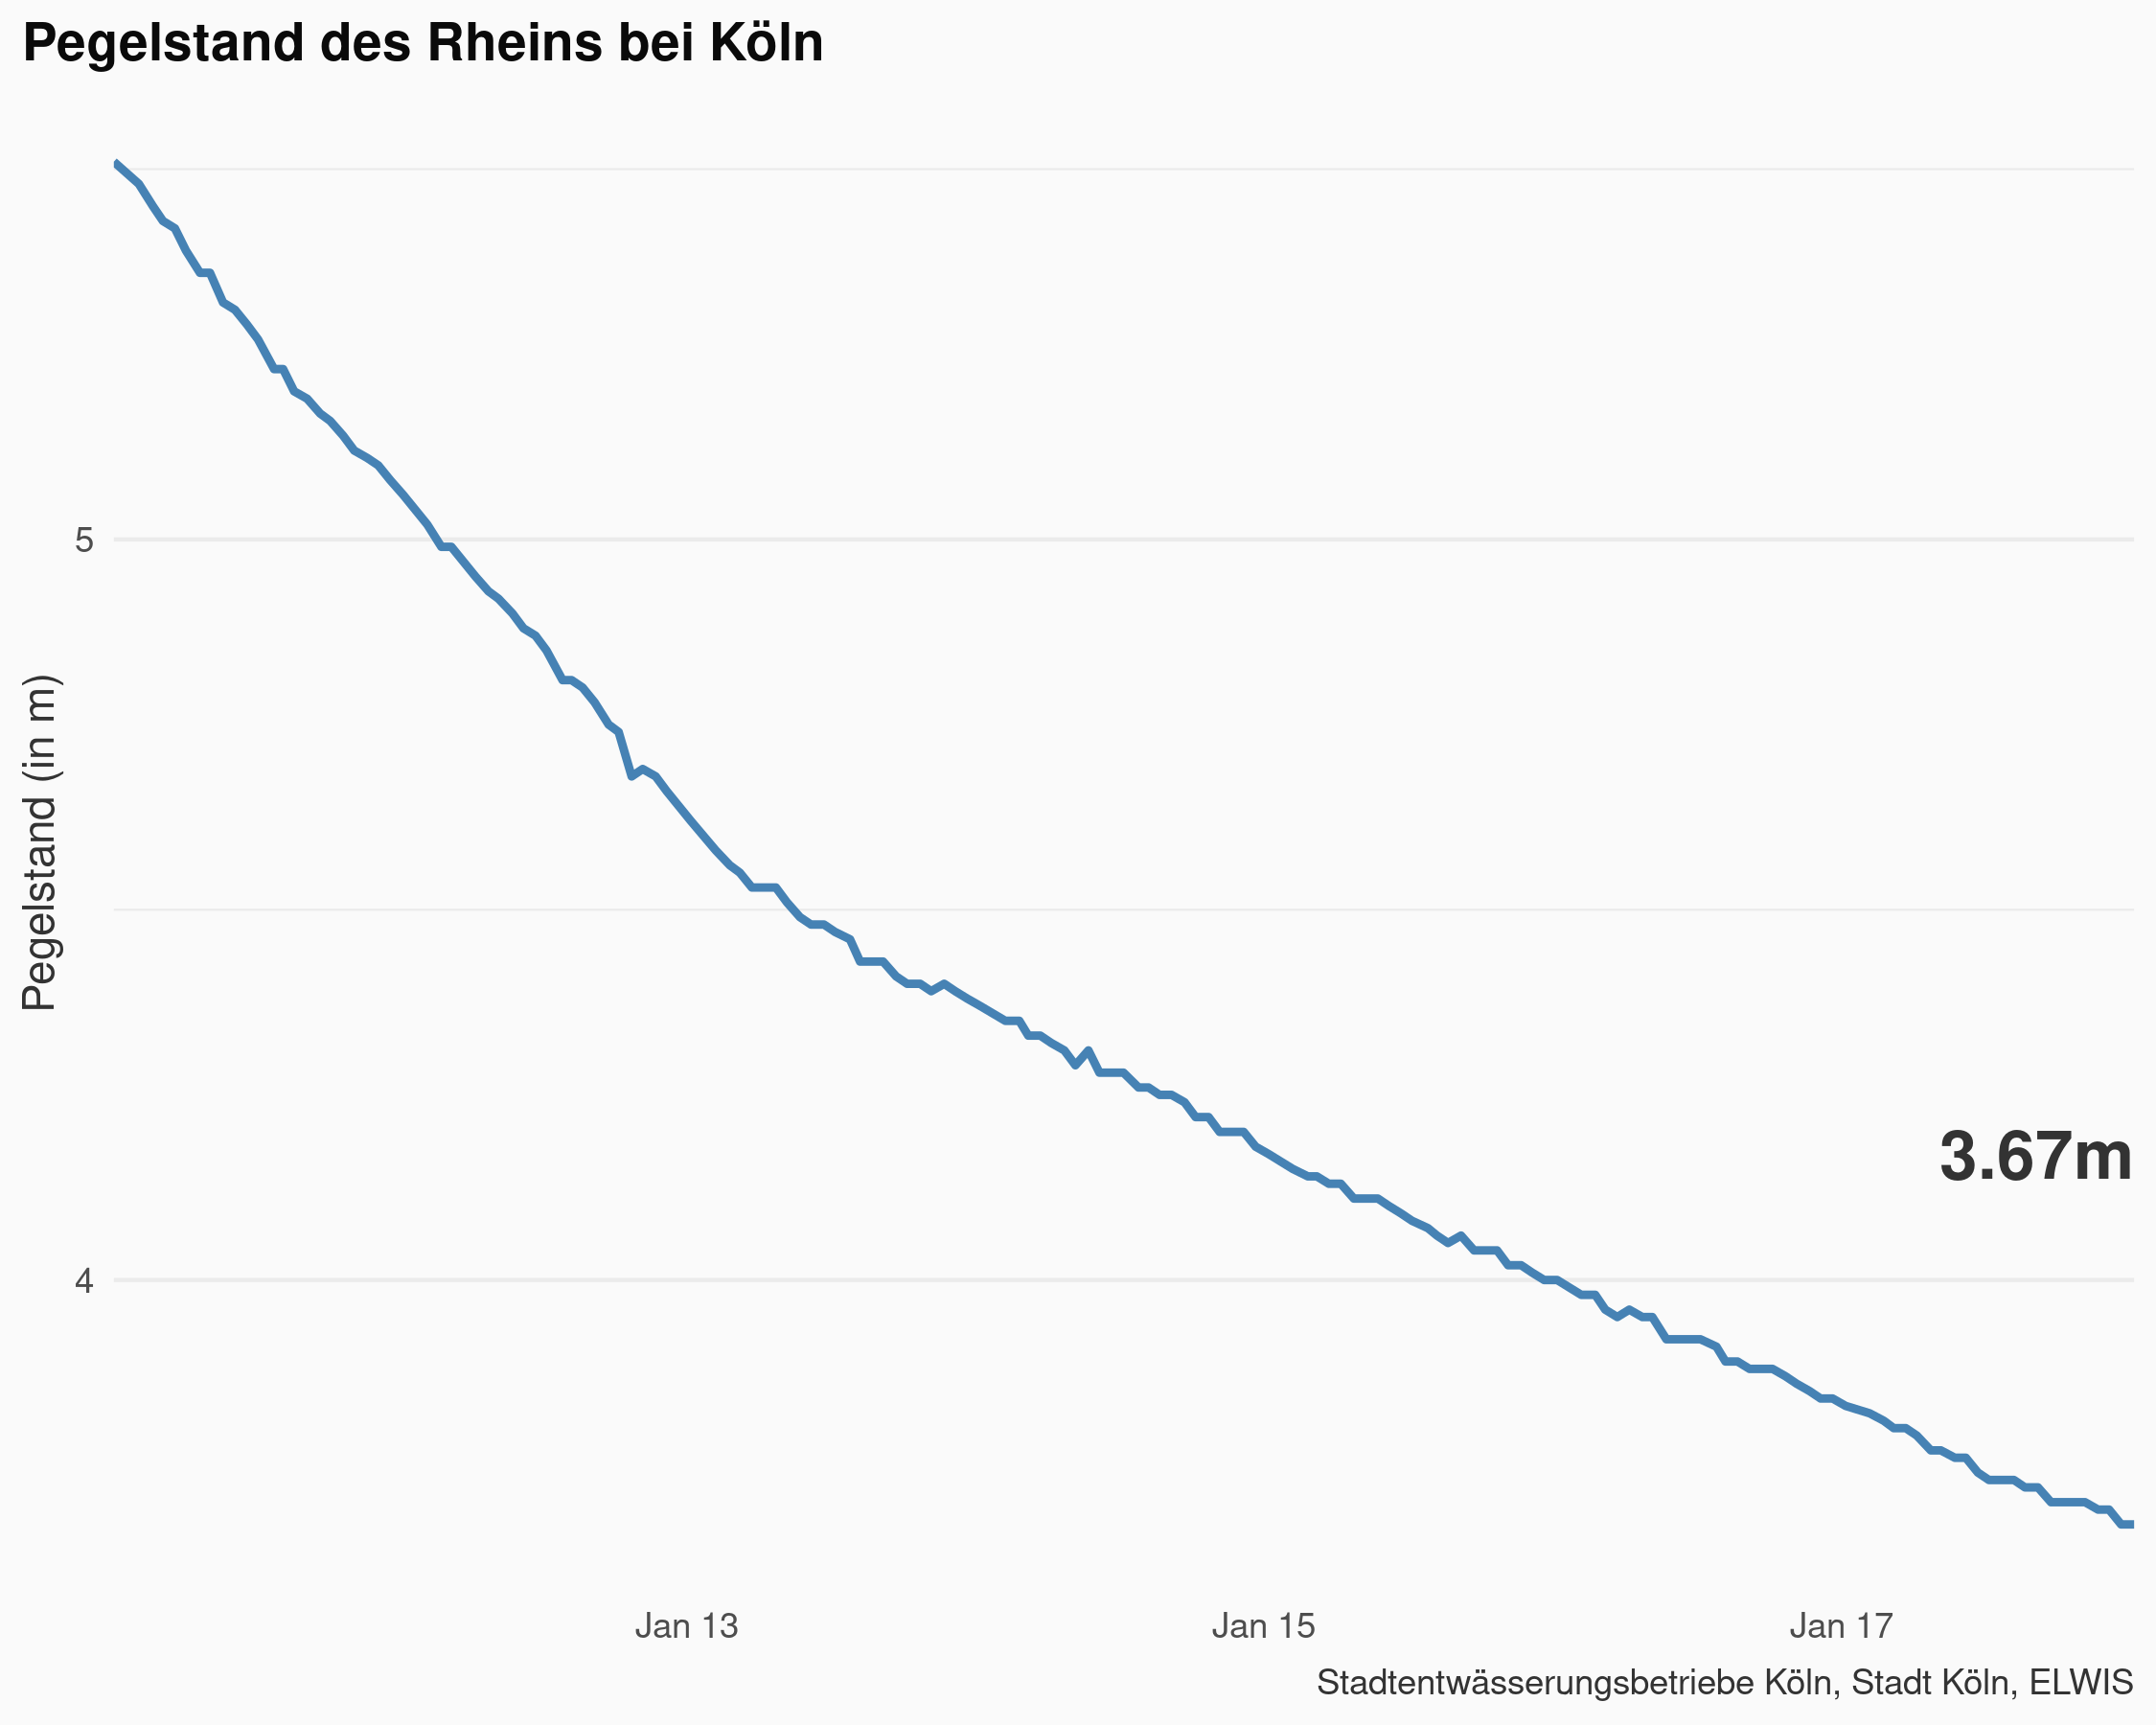 Pegelstand des Rheins bei Köln
Pegelstand (in m)
5
4
3.67m
Jan 13
Jan 15
Jan 17
Stadtentwässerungsbetriebe Köln, Stadt Köln, ELWIS